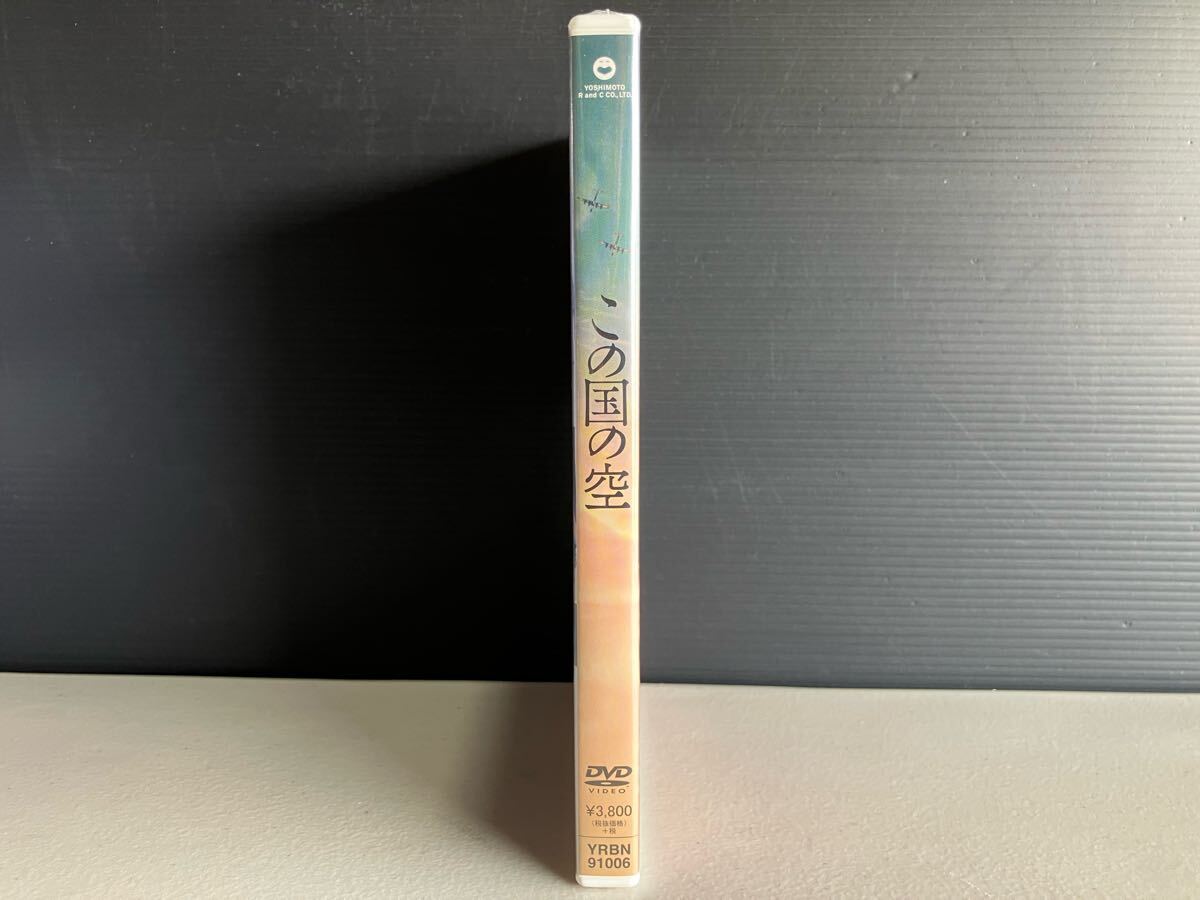 YOSHIMOTO
R and C CO., LTD.
この国の空
DVD
VIDEO
¥3,800
(税抜価格)
+税
YRBN
91006